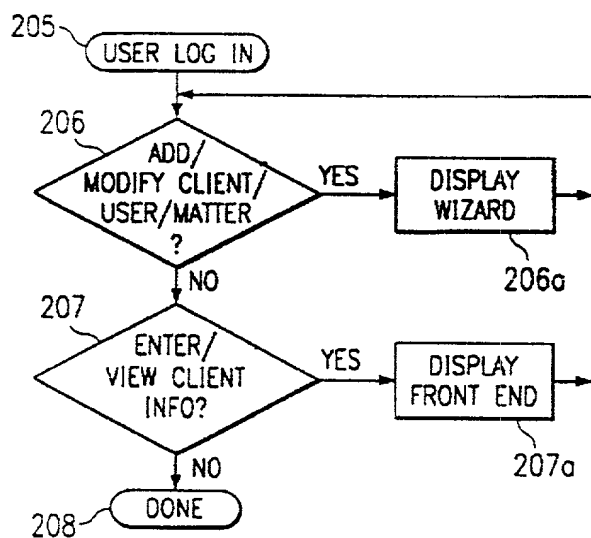 205
USER LOG IN
206
ADD/
MODIFY CLIENT/
USER/MATTER
?
YES
DISPLAY
WIZARD
206a
NO
207
ENTER/
VIEW CLIENT
INFO?
YES
DISPLAY
FRONT END
207a
NO
DONE
208